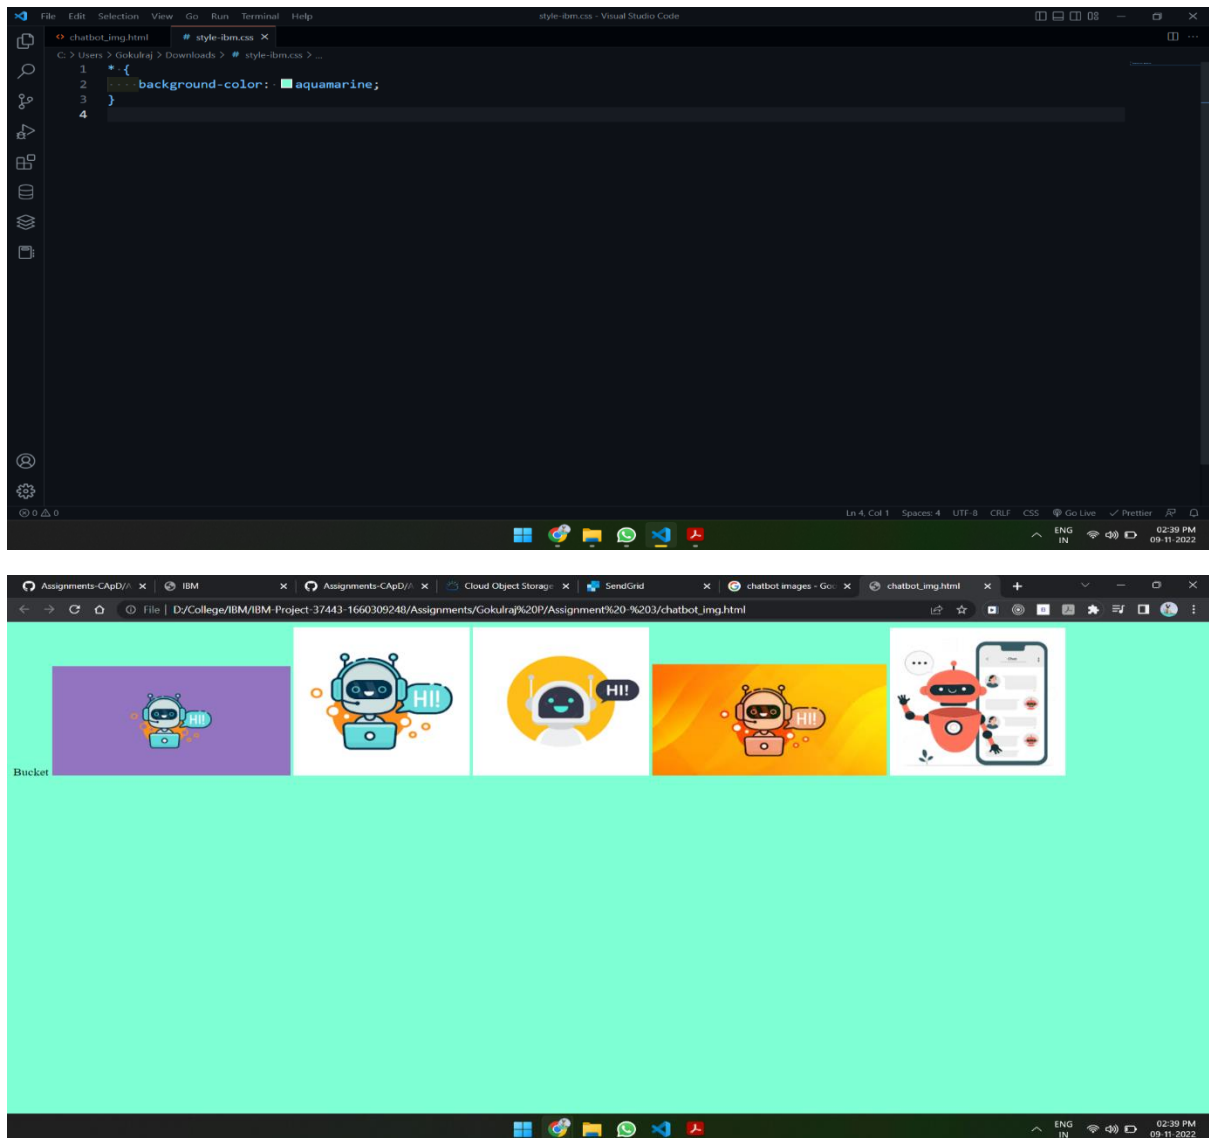 File Edit Selection View Go Run Terminal Help
style-ibm.css - Visual Studio Code
chatbot_img.html
# style-ibm.css
C: > Users > Gokulraj > Downloads > # style-ibm.css > ...
1 * {
2 background-color: aquamarine;
3 }
4
0 0
Ln 4, Col 1 Spaces: 4 UTF-8 CRLF CSS Go Live Prettier
ENG
IN
02:39 PM
09-11-2022
Assignments-CApD/A
IBM
Assignments-CApD/A
Cloud Object Storage
SendGrid
chatbot images - Goo
chatbot_img.html
File | D:/College/IBM/IBM-Project-37443-1660309248/Assignments/Gokulraj%20P/Assignment%20-%203/chatbot_img.html
Bucket
HI!
HI!
HI!
HI!
ENG
IN
02:39 PM
09-11-2022